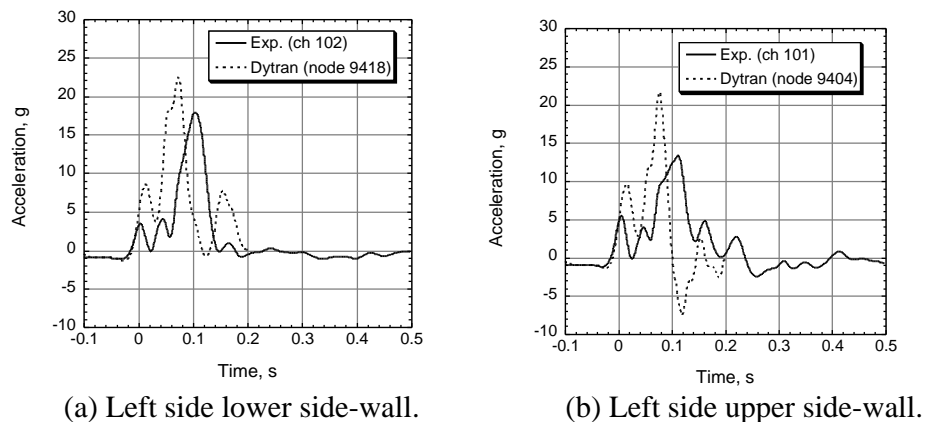 30
25
20
15
10
5
0
-5
-10
Acceleration, g
Exp. (ch 102)
Dytran (node 9418)
-0.1 0 0.1 0.2 0.3 0.4 0.5
Time, s
(a) Left side lower side-wall.
30
25
20
15
10
5
0
-5
-10
Acceleration, g
Exp. (ch 101)
Dytran (node 9404)
-0.1 0 0.1 0.2 0.3 0.4 0.5
Time, s
(b) Left side upper side-wall.